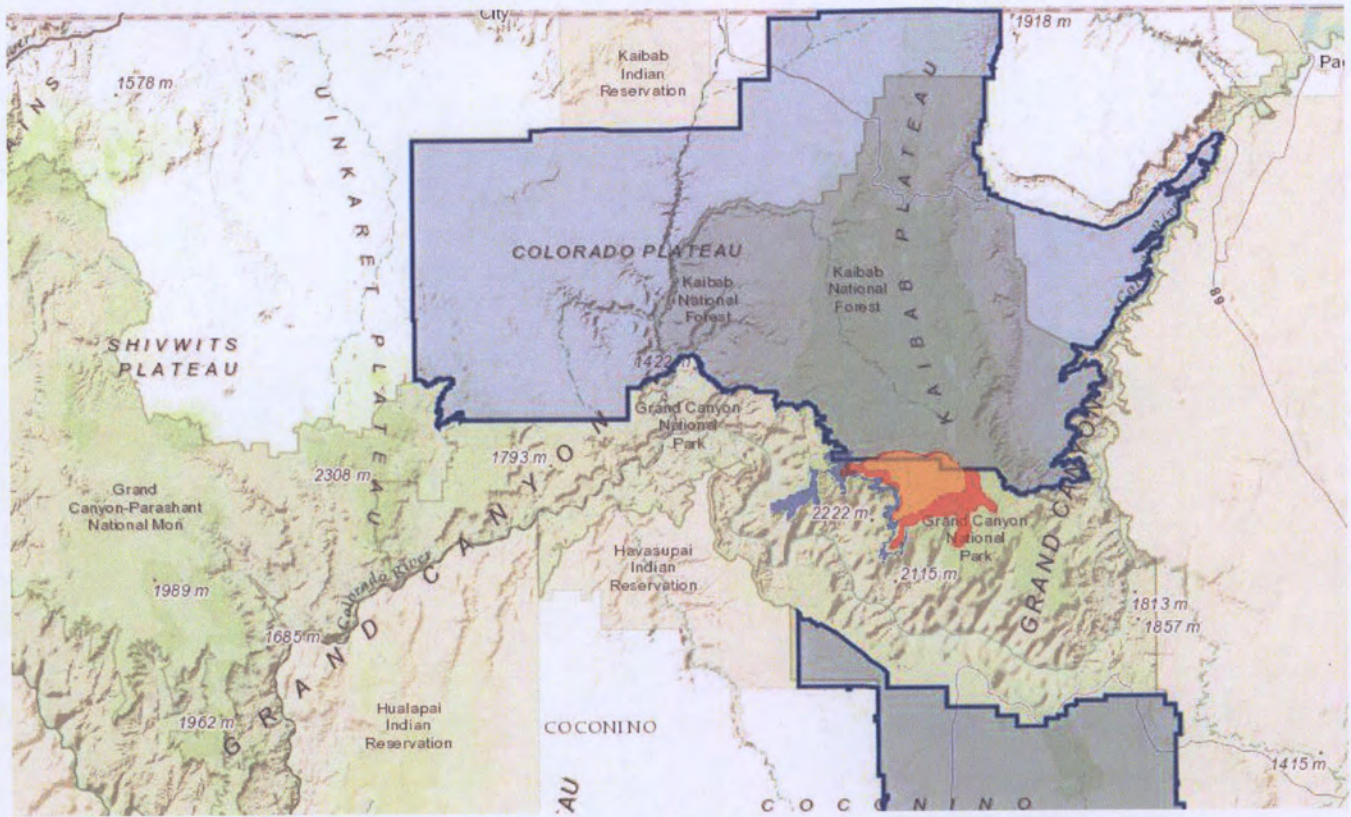 City
1918 m
Kaibab
Indian
Reservation
1578 m
ANS
UINKARET PLATEAU
KAIBAB PLATEAU
COLORADO PLATEAU
Kaibab
National
Forest
Kaibab
National
Forest
89
SHIVWITS
PLATEAU
1422 m
Grand Canyon
National
Park
2308 m
1793 m
Grand
Canyon-Parashant
National Mon
2222 m
Grand Canyon
National
Park
GRAND CANYON
Havasupai
Indian
Reservation
2115 m
Colorado River
1989 m
1813 m
1857 m
1685 m
GRAND CANYON
1962 m
Hualapai
Indian
Reservation
COCONINO
1415 m
AU
COCONINO